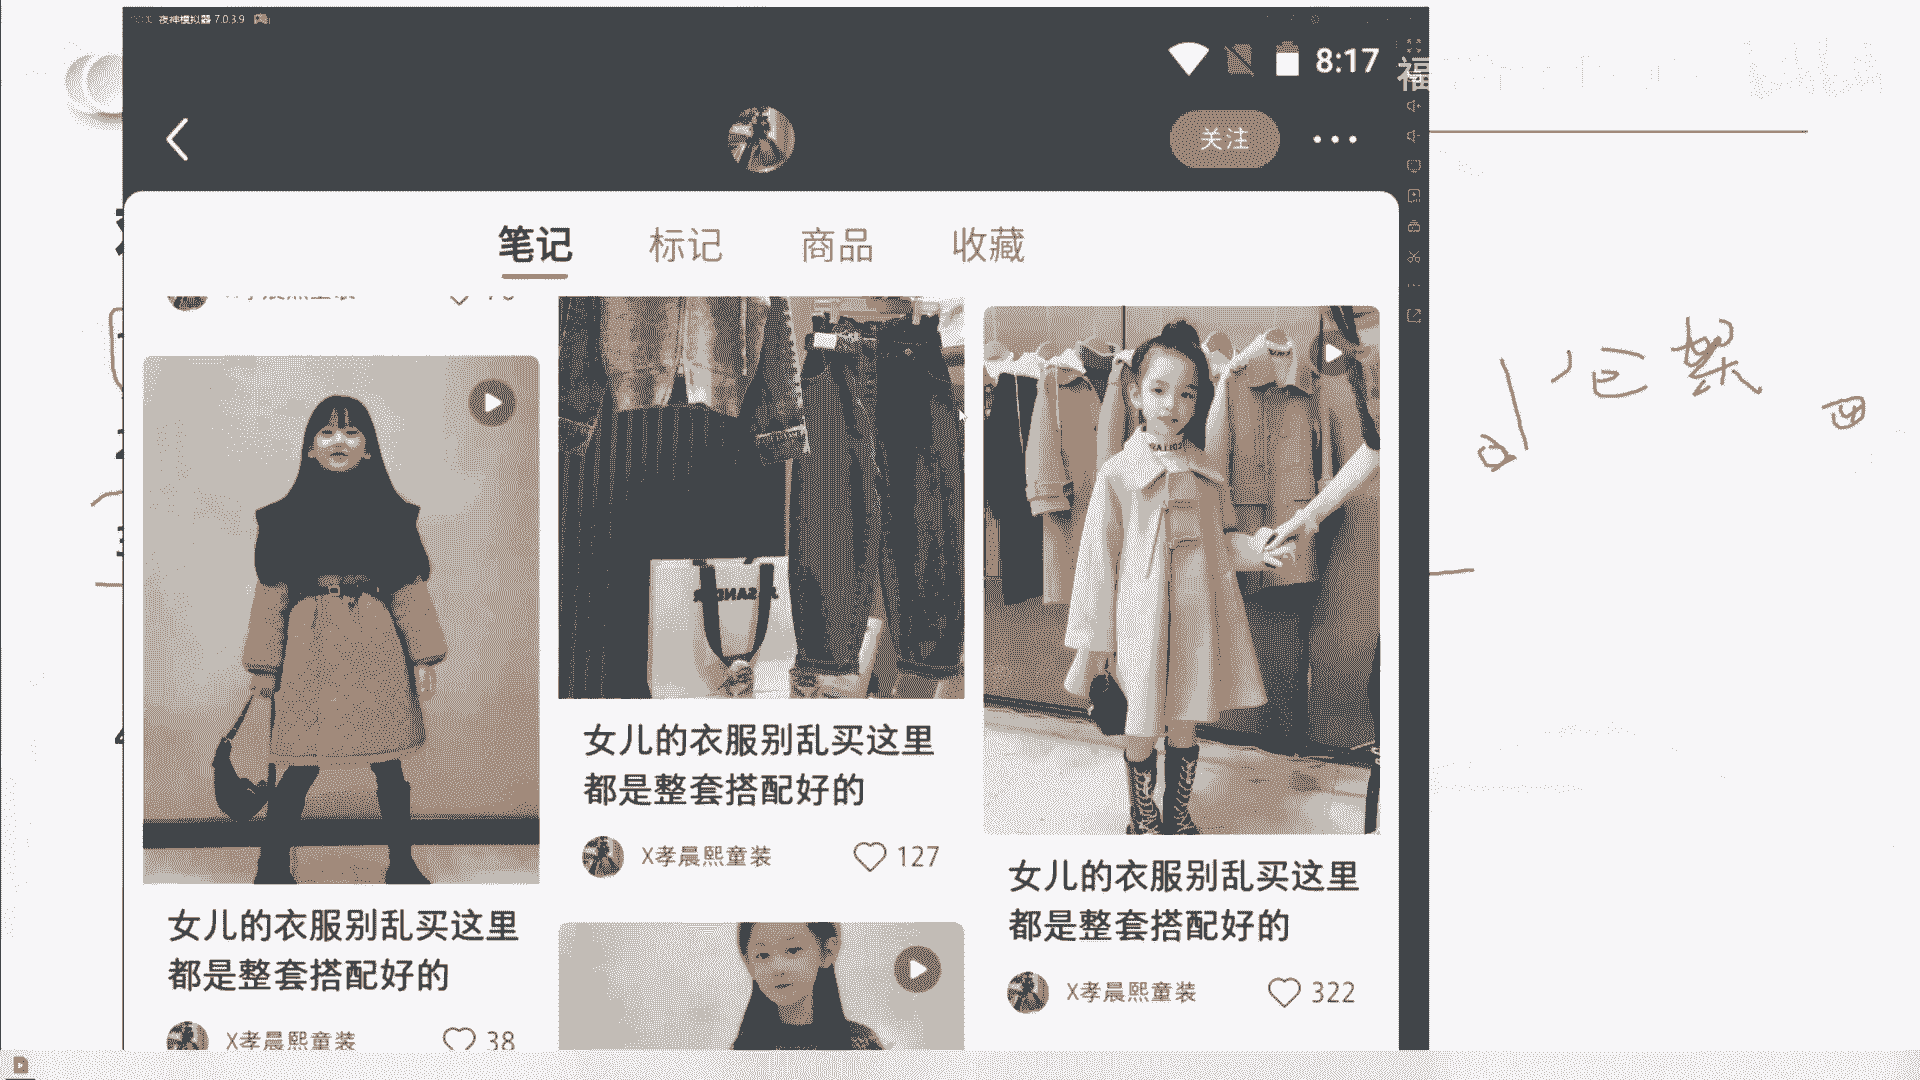 夜神模拟器 7.0.3.9
8:17
福
关注
笔记
标记
商品
收藏
女儿的衣服别乱买这里
都是整套搭配好的
X孝晨熙童装
127
女儿的衣服别乱买这里
都是整套搭配好的
X孝晨熙童装
322
女儿的衣服别乱买这里
都是整套搭配好的
X孝晨熙童装
38